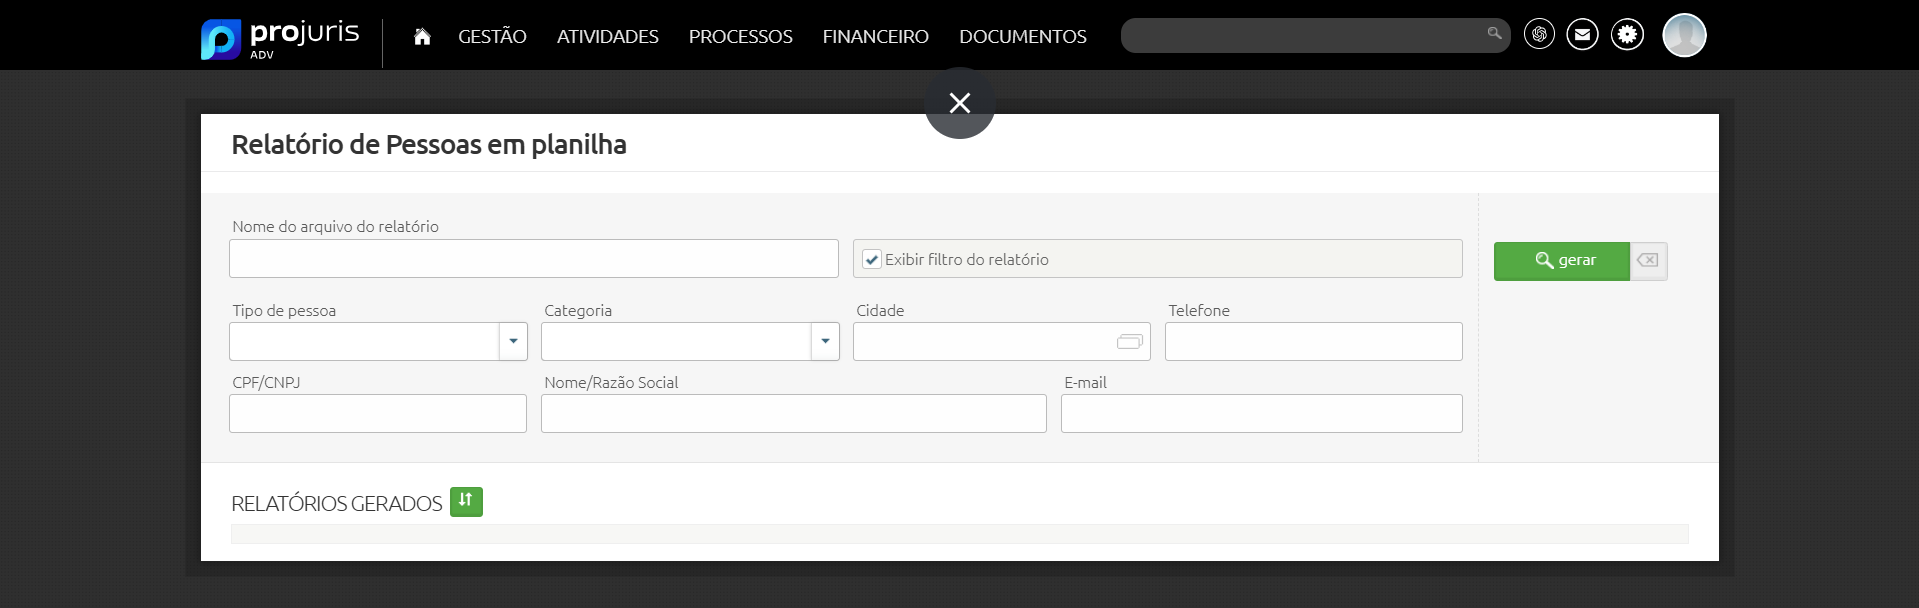 projuris
ADV
GESTÃO ATIVIDADES PROCESSOS FINANCEIRO DOCUMENTOS
Relatório de Pessoas em planilha
Nome do arquivo do relatório
Exibir filtro do relatório
gerar
Tipo de pessoa Categoria Cidade Telefone
CPF/CNPJ Nome/Razão Social E-mail
RELATÓRIOS GERADOS